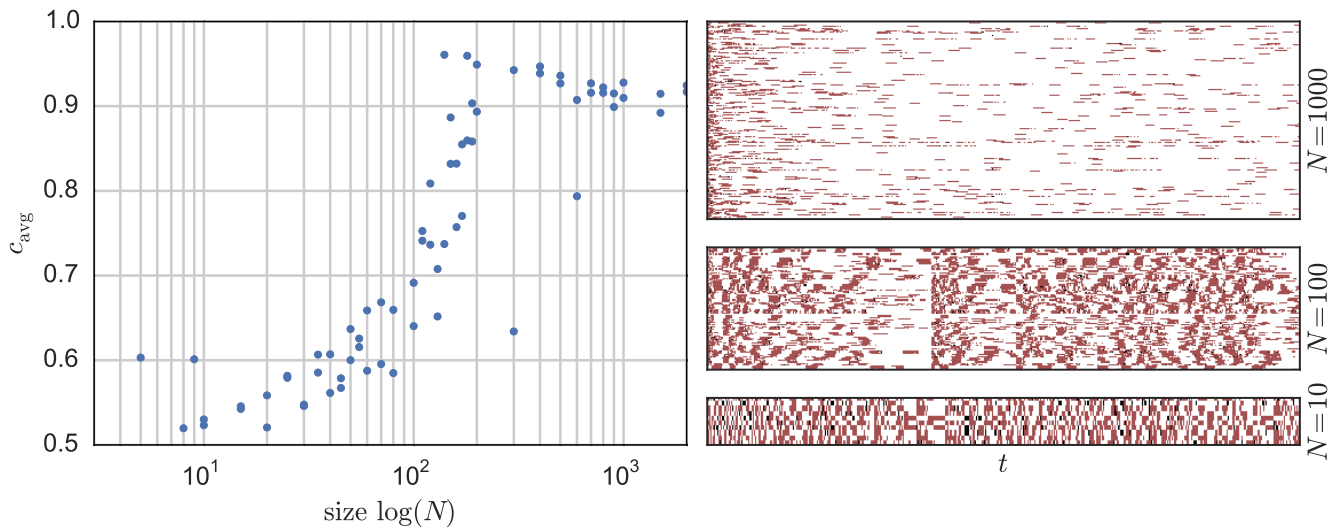 1.0
0.9
0.8
0.7
0.6
0.5
c_avg
10^1
10^2
10^3
size log(N)
N = 1000
N = 100
N = 10
t